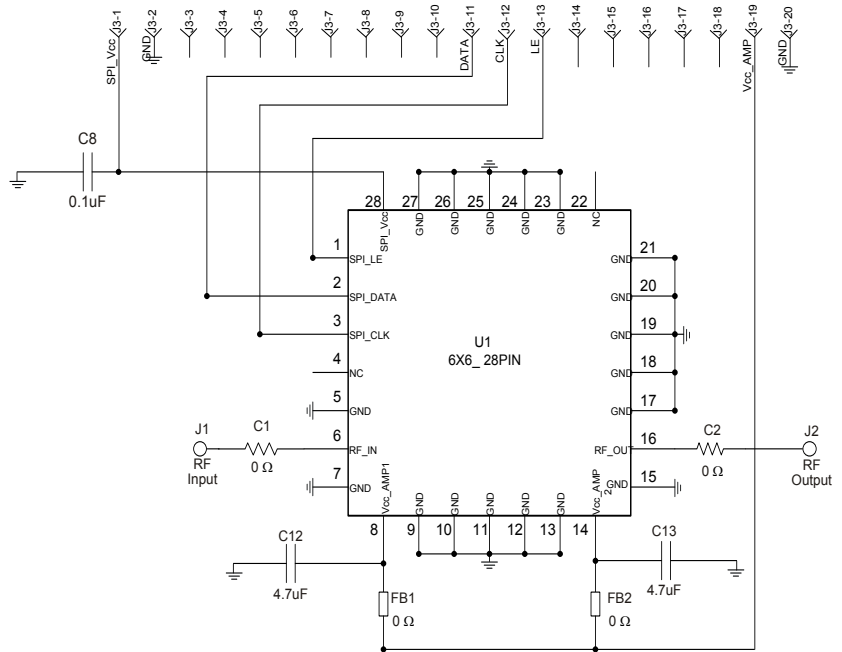 J3-1
J3-2
J3-3
J3-4
J3-5
J3-6
J3-7
J3-8
J3-9
J3-10
J3-11
J3-12
J3-13
J3-14
J3-15
J3-16
J3-17
J3-18
J3-19
J3-20
SPI_Vcc
GND
DATA
CLK
LE
Vcc_AMP
GND
C8
0.1uF
28
27
26
25
24
23
22
SPI_Vcc
GND
GND
GND
GND
GND
NC
1
SPI_LE
2
SPI_DATA
3
SPI_CLK
4
NC
5
GND
6
RF_IN
7
GND
U1
6X6_ 28PIN
GND
21
GND
20
GND
19
GND
18
GND
17
RF_OUT
16
GND
15
J1
RF
Input
C1
0 Ω
C2
0 Ω
J2
RF
Output
Vcc_AMP1
GND
GND
GND
GND
GND
Vcc_AMP
2
8
9
10
11
12
13
14
C12
4.7uF
C13
4.7uF
FB1
0 Ω
FB2
0 Ω